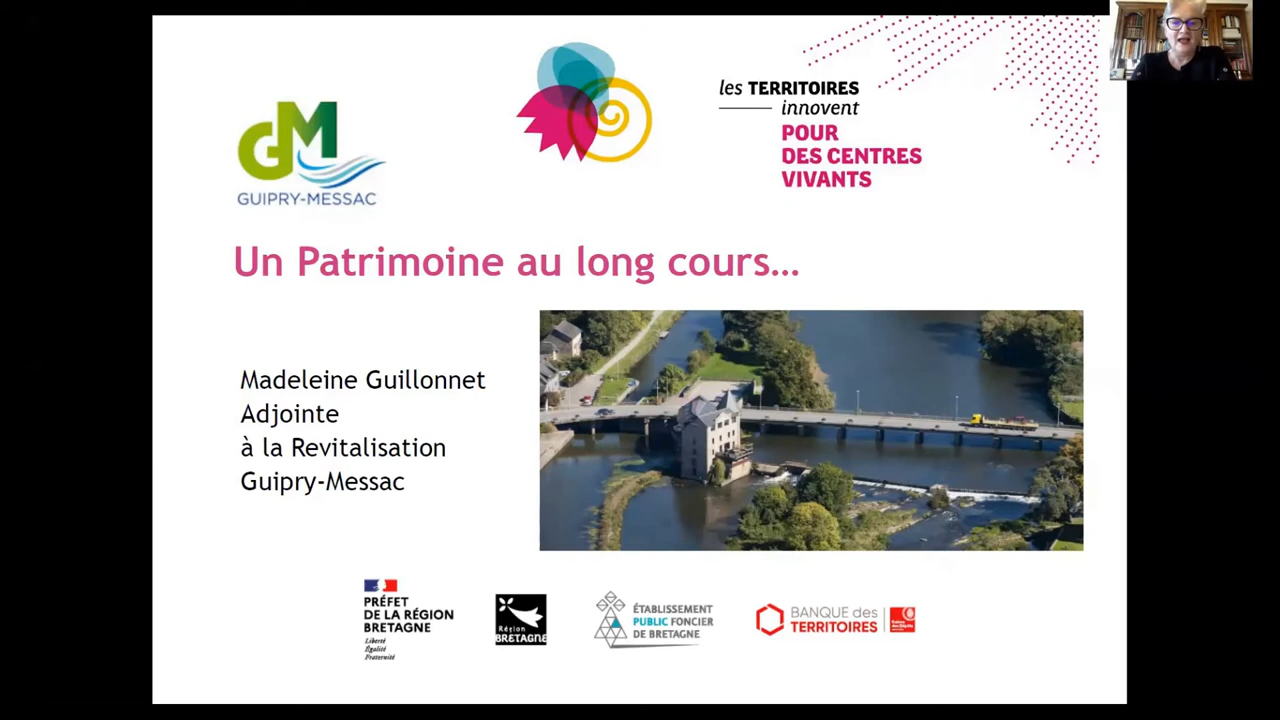 GM
GUIPRY-MESSAC
les TERRITOIRES
innovent
POUR
DES CENTRES
VIVANTS
Un Patrimoine au long cours...
Madeleine Guillonnet
Adjointe
à la Revitalisation
Guipry-Messac
PRÉFET
DE LA RÉGION
BRETAGNE
Liberté
Égalité
Fraternité
Région
BRETAGNE
ÉTABLISSEMENT
PUBLIC FONCIER
DE BRETAGNE
BANQUE des
TERRITOIRES